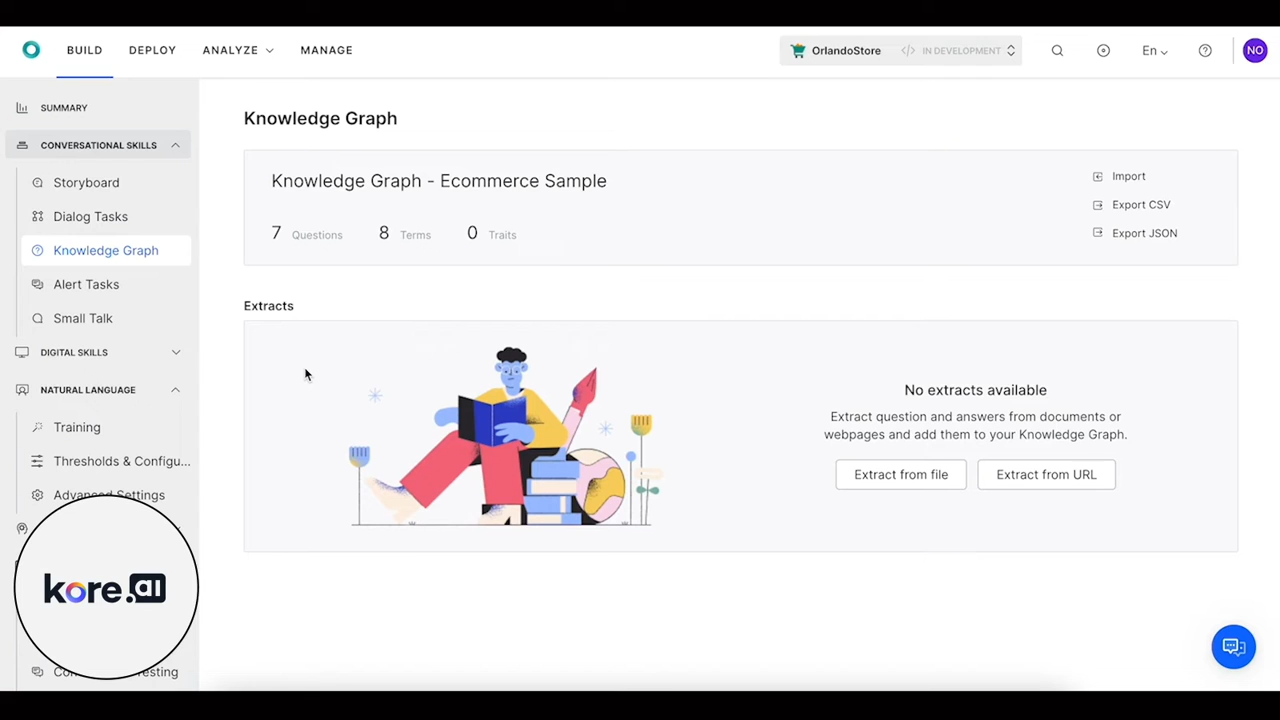 BUILD
DEPLOY
ANALYZE
MANAGE
OrlandoStore
</> IN DEVELOPMENT
En
NO
SUMMARY
CONVERSATIONAL SKILLS
Storyboard
Dialog Tasks
Knowledge Graph
Alert Tasks
Small Talk
DIGITAL SKILLS
NATURAL LANGUAGE
Training
Thresholds & Configu...
Advanced Settings
kore.ai
Knowledge Graph
Knowledge Graph - Ecommerce Sample
7 Questions
8 Terms
0 Traits
Import
Export CSV
Export JSON
Extracts
No extracts available
Extract question and answers from documents or
webpages and add them to your Knowledge Graph.
Extract from file
Extract from URL